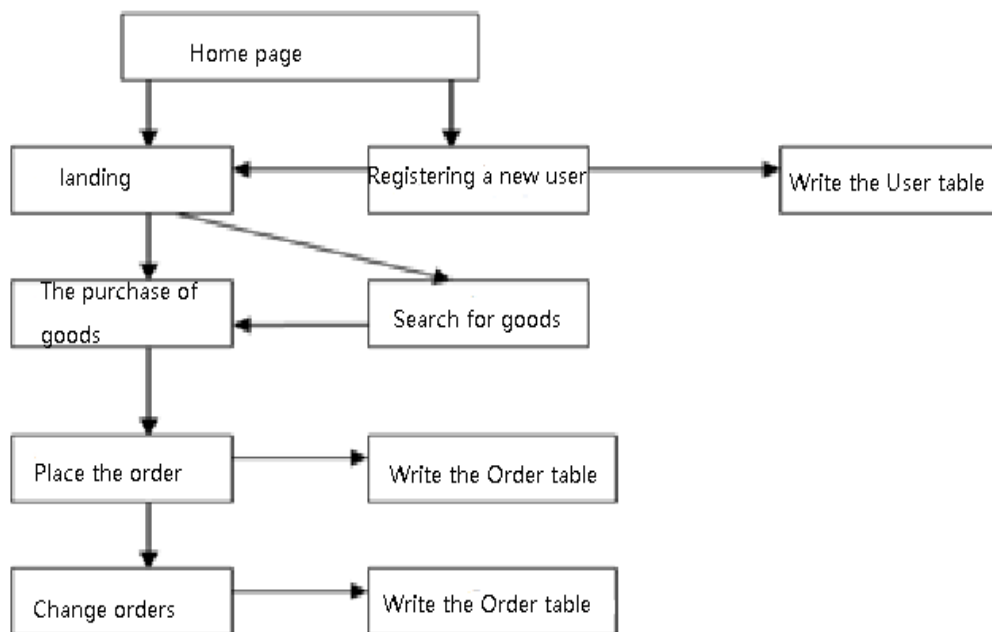 Home page
landing
Registering a new user
Write the User table
The purchase of
goods
Search for goods
Place the order
Write the Order table
Change orders
Write the Order table